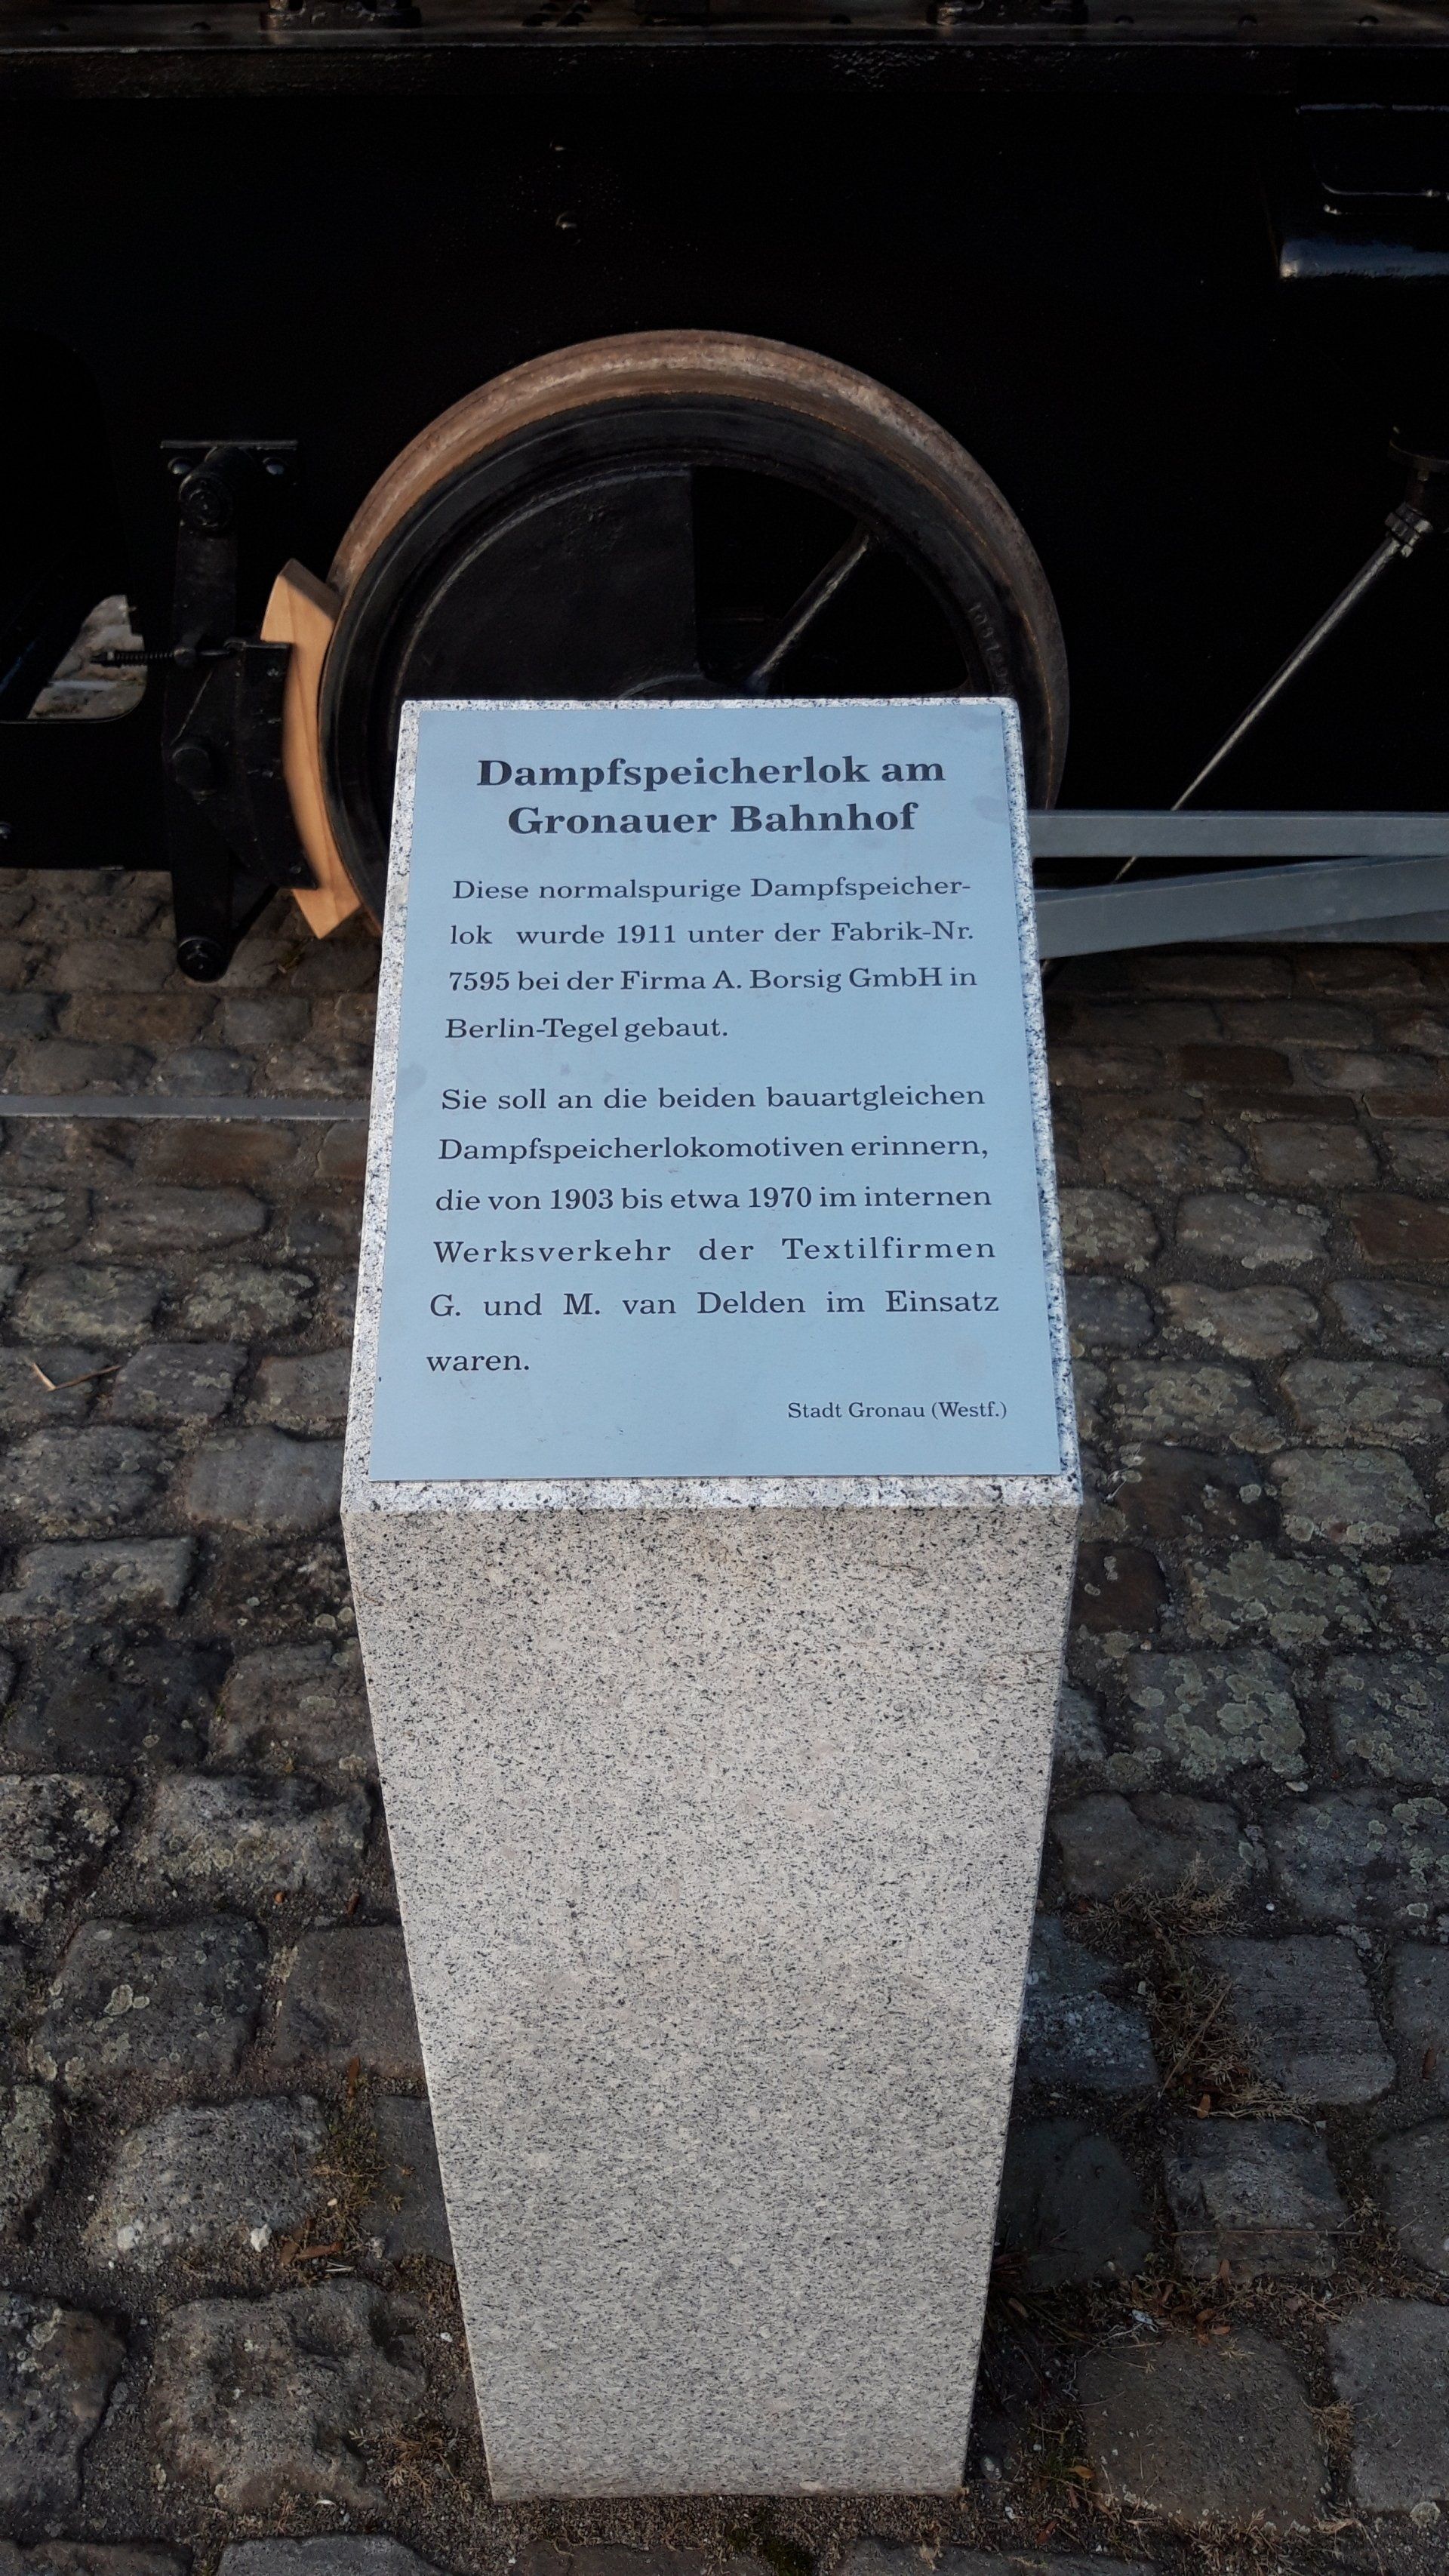 Dampfspeicherlok am
Gronauer Bahnhof
Diese normalspurige Dampfspeicher-
lok wurde 1911 unter der Fabrik-Nr.
7595 bei der Firma A. Borsig GmbH in
Berlin-Tegel gebaut.
Sie soll an die beiden bauartgleichen
Dampfspeicherlokomotiven erinnern,
die von 1903 bis etwa 1970 im internen
Werksverkehr der Textilfirmen
G. und M. van Delden im Einsatz
waren.
Stadt Gronau (Westf.)